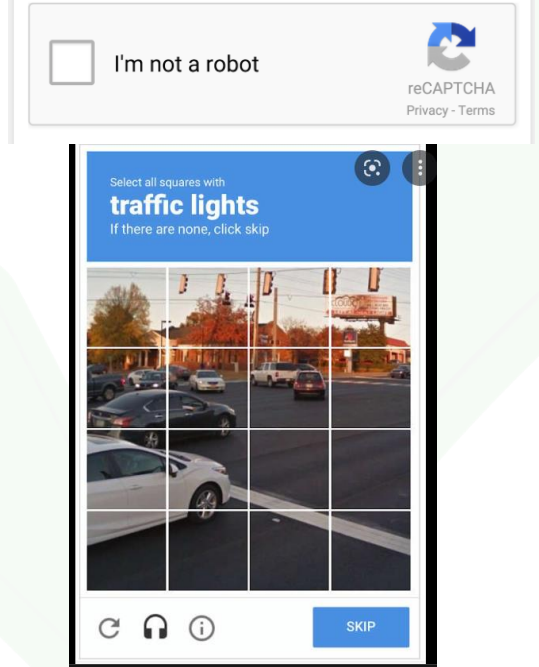 I'm not a robot
reCAPTCHA
Privacy - Terms
Select all squares with
traffic lights
If there are none, click skip
SKIP